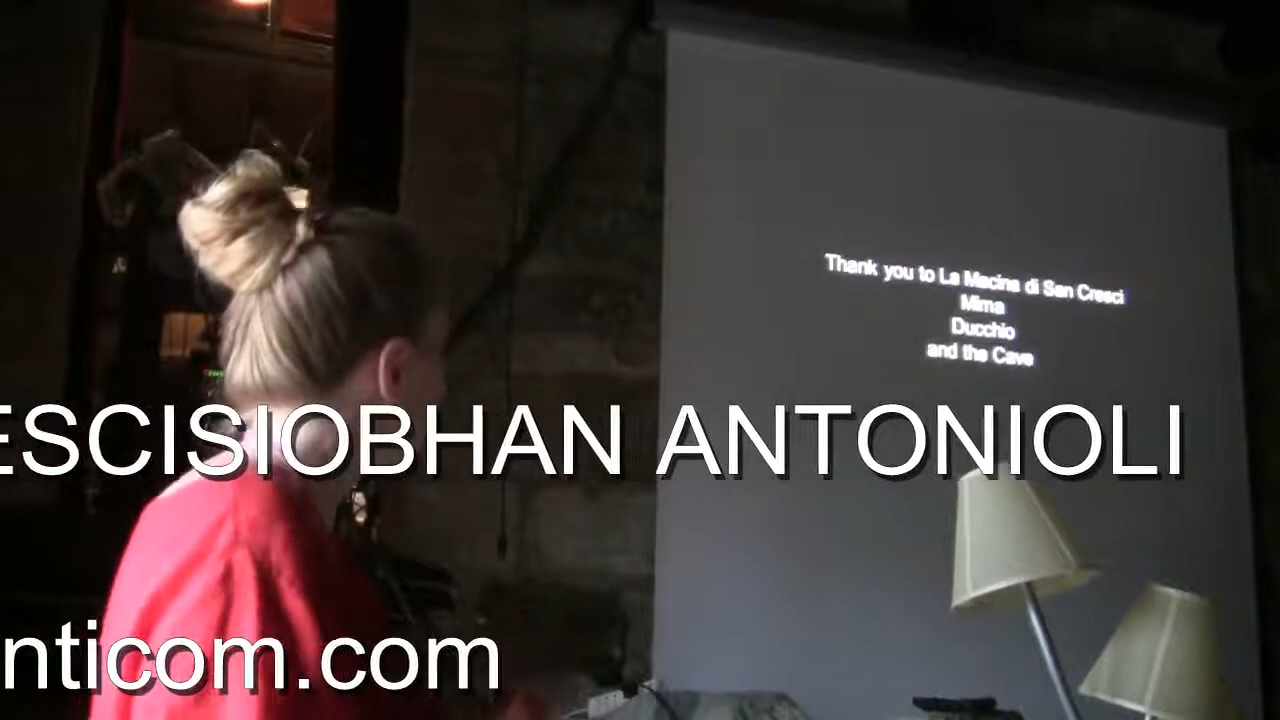 Thank you to La Macina di San Cresci
Mima
Ducchio
and the Cave
ESCISIOBHAN ANTONIOLI
nticom.com